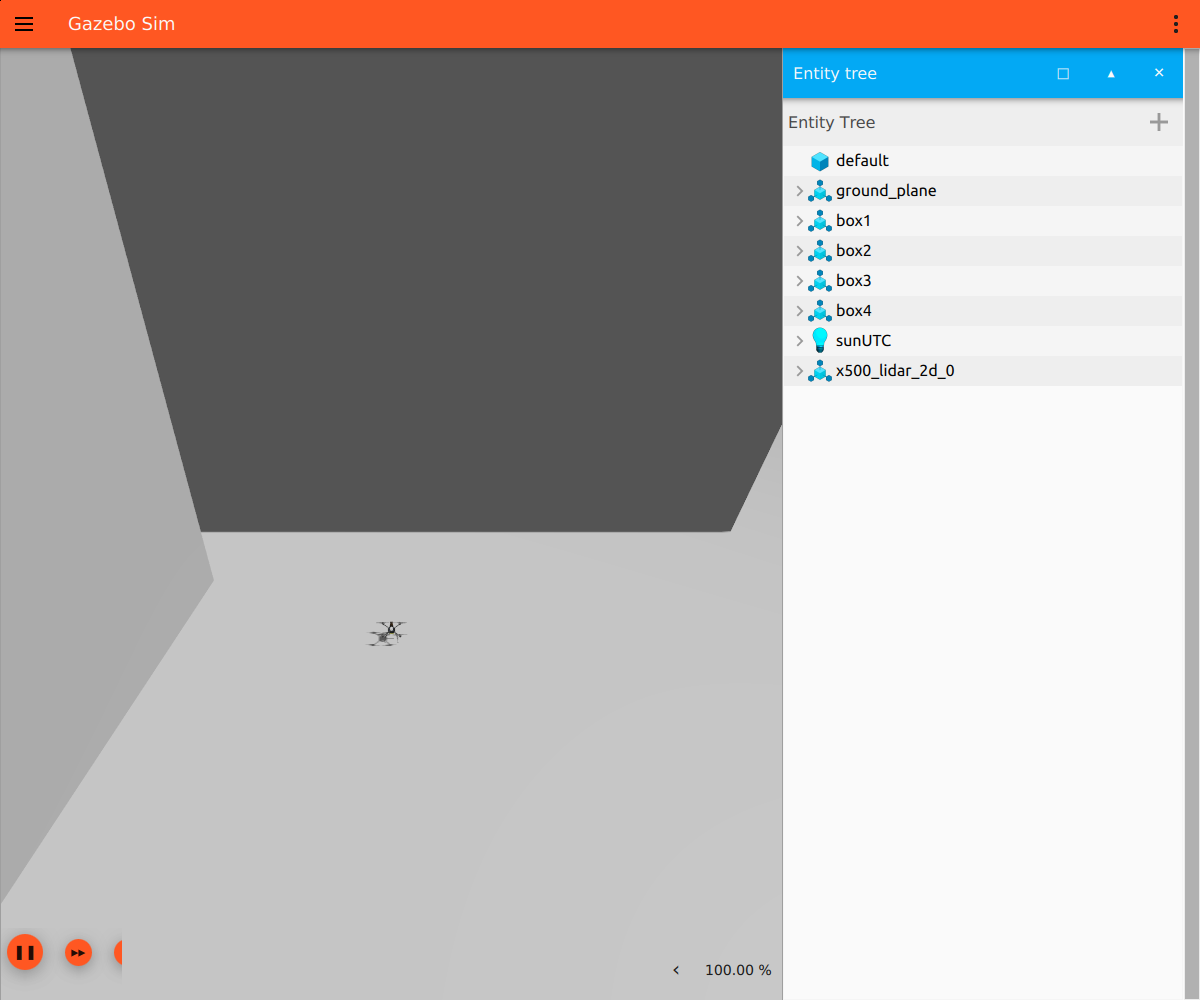 Gazebo Sim
Entity tree
Entity Tree
default
ground_plane
box1
box2
box3
box4
sunUTC
x500_lidar_2d_0
100.00 %